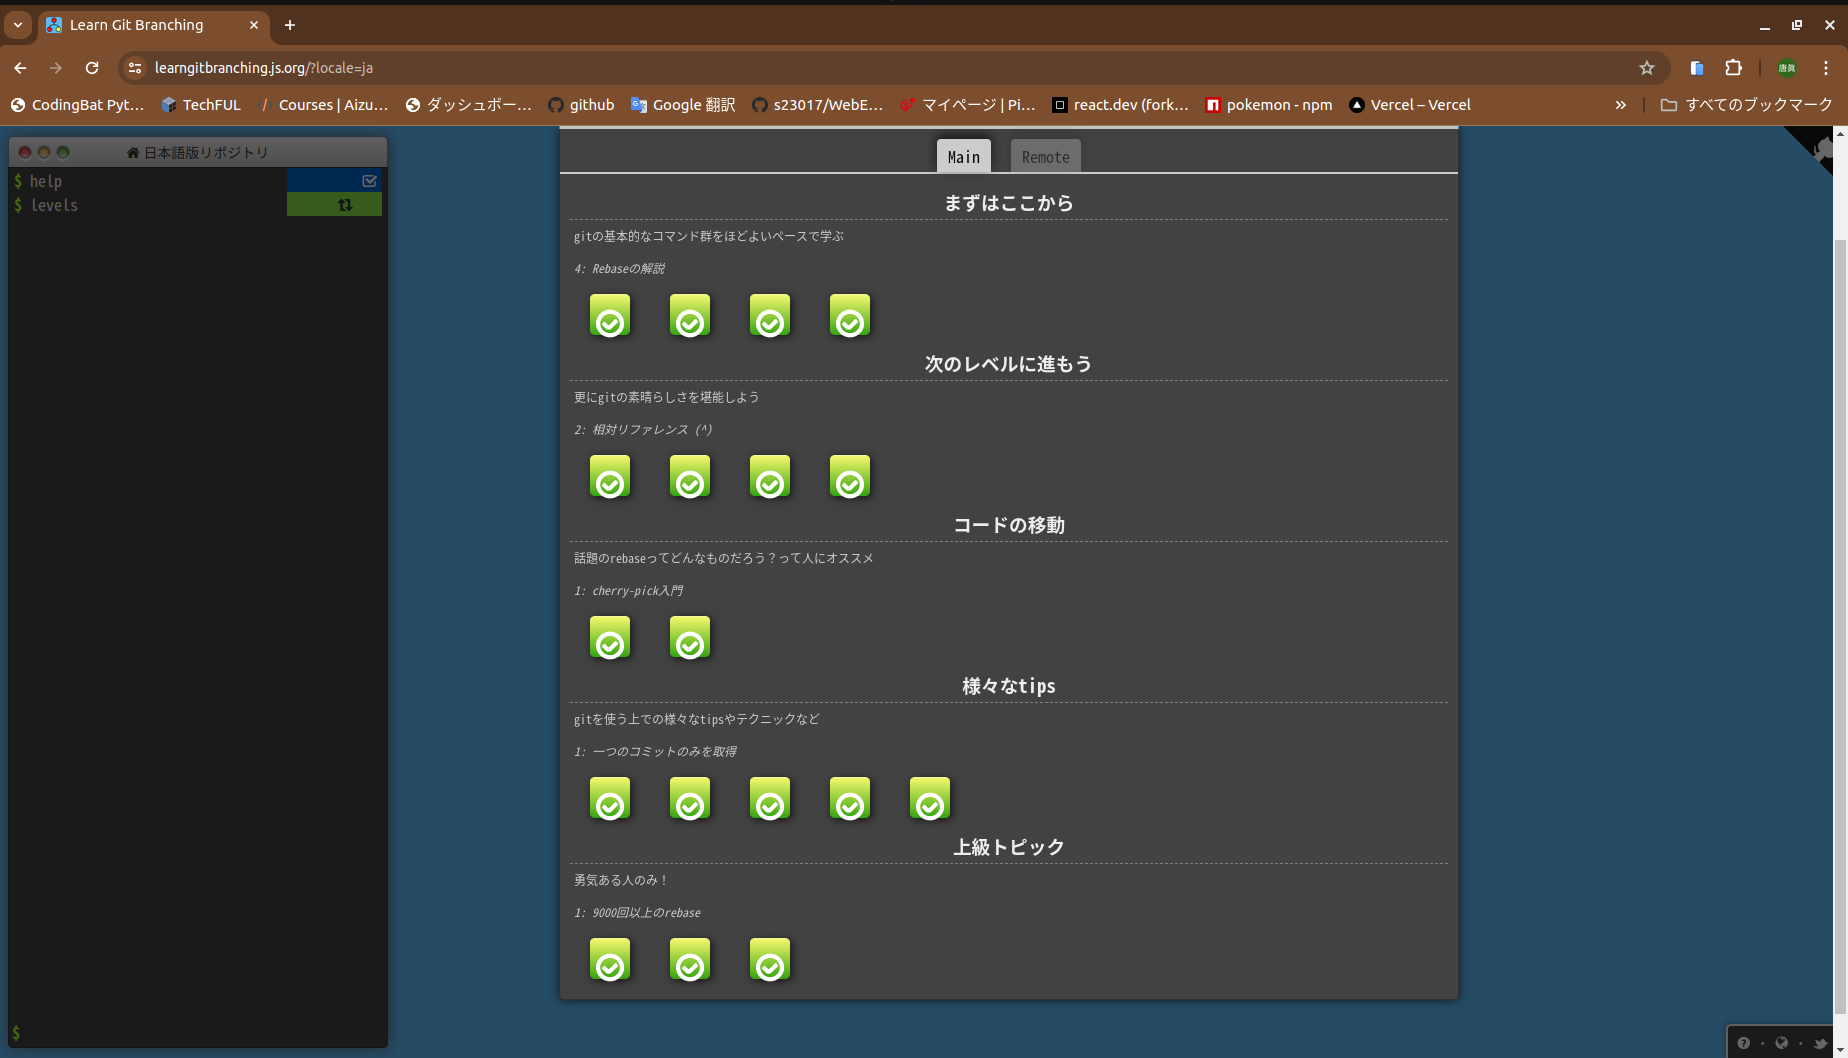 Learn Git Branching
learngitbranching.js.org/?locale=ja
CodingBat Pyt...
TechFUL
Courses | Aizu...
ダッシュボー...
github
Google 翻訳
s23017/WebE...
マイページ | Pi...
react.dev (fork...
pokemon - npm
Vercel – Vercel
»
すべてのブックマーク
日本語版リポジトリ
$ help
$ levels
$
Main
Remote
まずはここから
gitの基本的なコマンド群をほどよいペースで学ぶ
4: Rebaseの解説
次のレベルに進もう
更にgitの素晴らしさを堪能しよう
2: 相対リファレンス (^)
コードの移動
話題のrebaseってどんなものだろう？って人にオススメ
1: cherry-pick入門
様々なtips
gitを使う上での様々なtipsやテクニックなど
1: 一つのコミットのみを取得
上級トピック
勇気ある人のみ！
1: 9000回以上のrebase